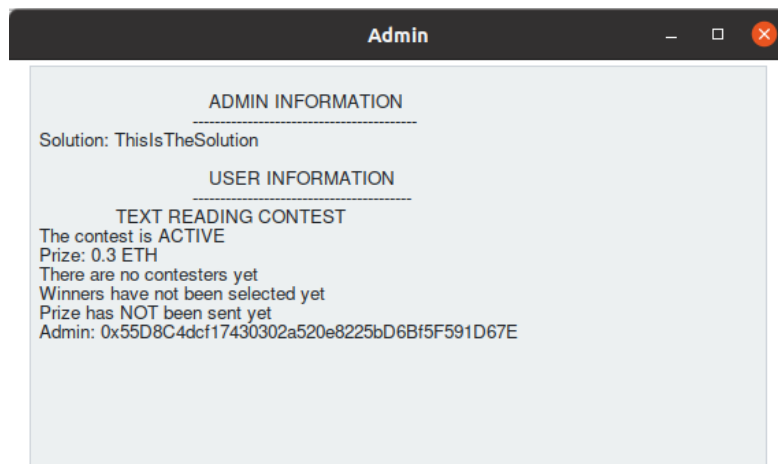 Admin
ADMIN INFORMATION
-----------------------------------------
Solution: ThisIsTheSolution
USER INFORMATION
----------------------------------------
TEXT READING CONTEST
The contest is ACTIVE
Prize: 0.3 ETH
There are no contesters yet
Winners have not been selected yet
Prize has NOT been sent yet
Admin: 0x55D8C4dcf17430302a520e8225bD6Bf5F591D67E